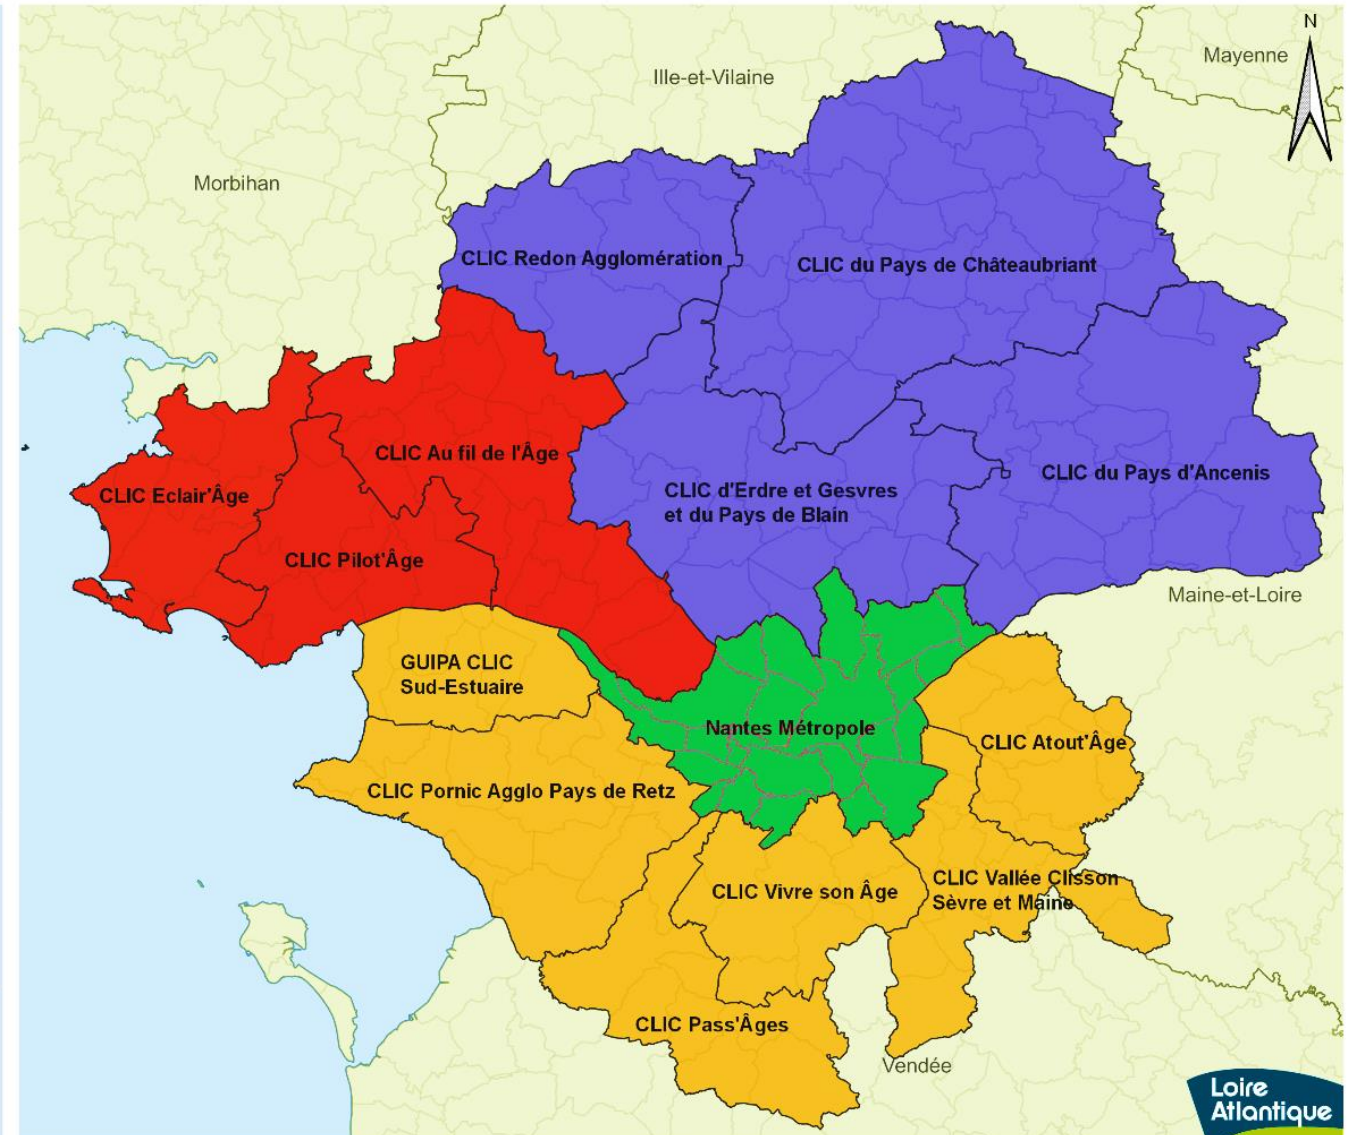 N
Mayenne
Ille-et-Vilaine
Morbihan
CLIC Redon Agglomération
CLIC du Pays de Châteaubriant
CLIC Au fil de l'Âge
CLIC du Pays d'Ancenis
CLIC Eclair'Âge
CLIC d'Erdre et Gesvres
et du Pays de Blain
CLIC Pilot'Âge
Maine-et-Loire
GUIPA CLIC
Sud-Estuaire
Nantes Métropole
CLIC Atout'Âge
CLIC Pornic Agglo Pays de Retz
CLIC Vivre son Âge
CLIC Vallée Clisson
Sèvre et Maine
CLIC Pass'Âges
Vendée
Loire
Atlantique